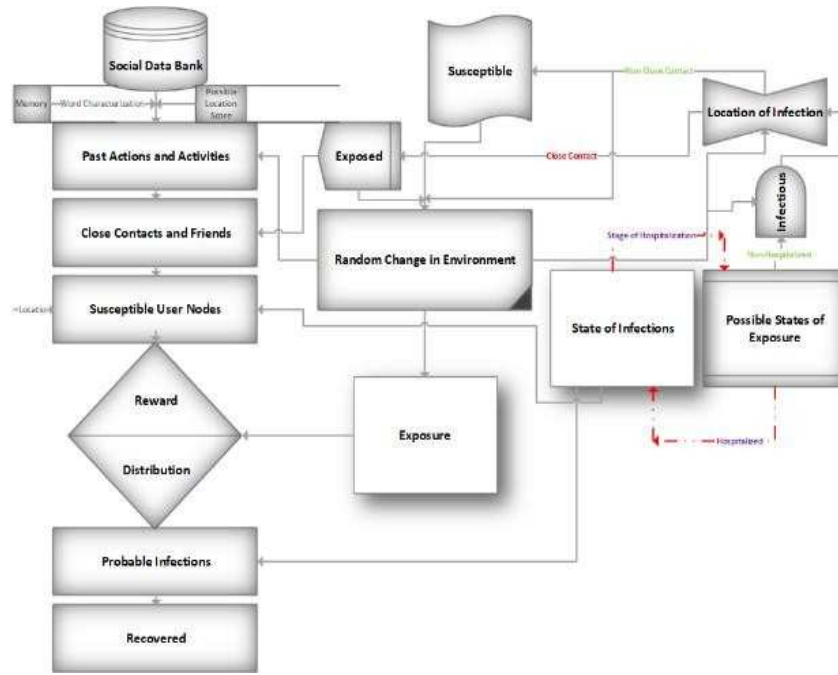 Social Data Bank
Susceptible
Non Close Contact
Memory
Word Characterization
Possible
Location
Score
Location of Infection
Past Actions and Activities
Exposed
Close Contact
Infectious
Close Contacts and Friends
Random Change in Environment
Stage of Hospitalization
Non Hospitalized
Location
Susceptible User Nodes
State of Infections
Possible States of
Exposure
Reward
Exposure
Distribution
Hospitalized
Probable Infections
Recovered